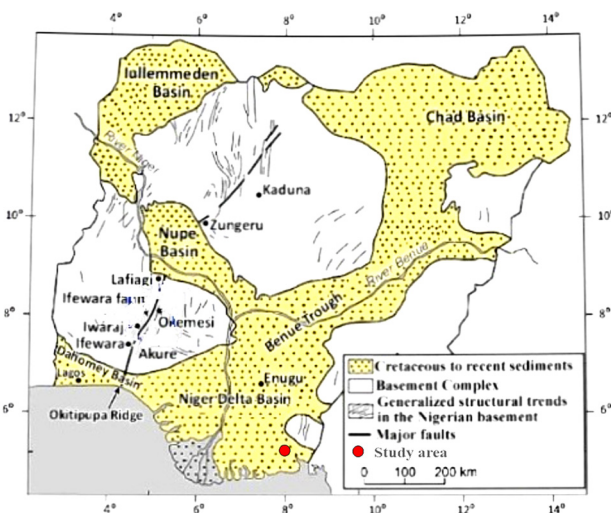 4° 6° 8° 10° 12° 14°
Iullemmeden
Basin
Chad Basin
12° 12°
River Niger
Kaduna
10° 10°
Zungeru
Nupe
Basin
River Benue
Lafiagi
Ifewara
8° 8°
Okemesi
Iwaraj
Ifewara
Benue Trough
Akure
Dahomey Basin
Lagos
Enugu
Niger Delta Basin
Okitipupa Ridge
6° 6°
Cretaceous to recent sediments
Basement Complex
Generalized structural trends
in the Nigerian basement
Major faults
Study area
0 100 200 km
4° 6° 8° 10° 12° 14°